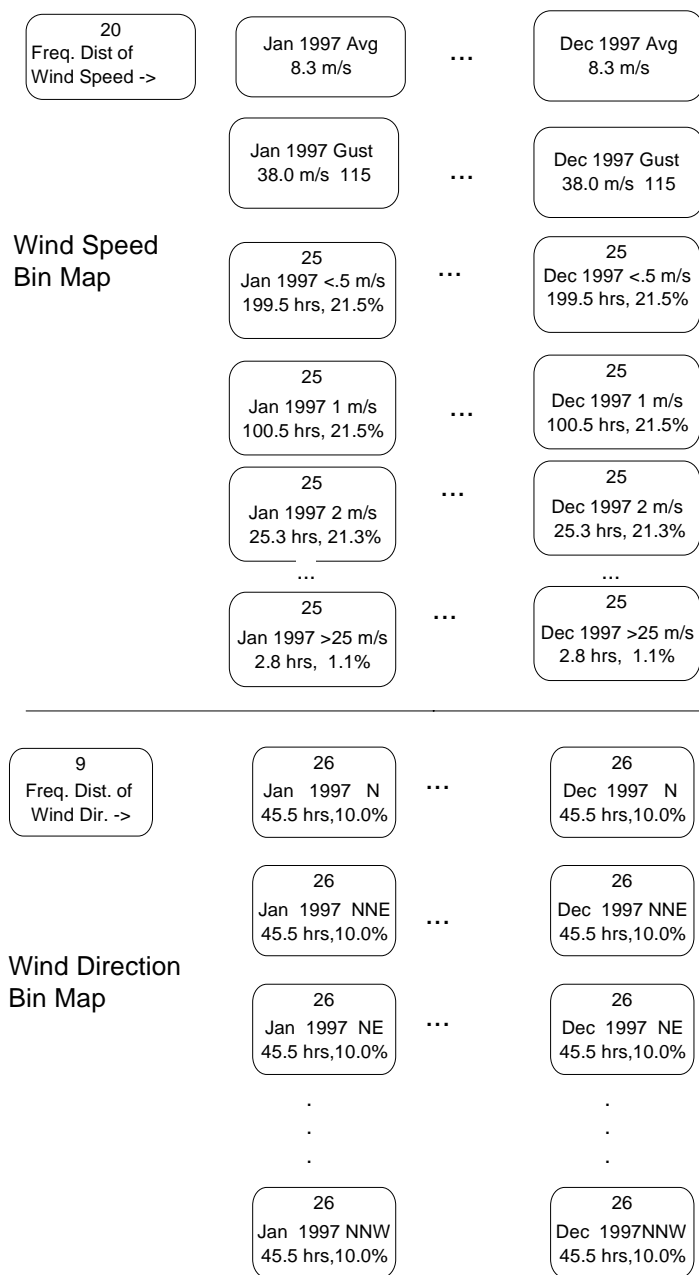 20
Freq. Dist of
Wind Speed ->
Jan 1997 Avg
8.3 m/s
...
Dec 1997 Avg
8.3 m/s
Jan 1997 Gust
38.0 m/s 115
...
Dec 1997 Gust
38.0 m/s 115
Wind Speed
Bin Map
25
Jan 1997 <.5 m/s
199.5 hrs, 21.5%
...
25
Dec 1997 <.5 m/s
199.5 hrs, 21.5%
25
Jan 1997 1 m/s
100.5 hrs, 21.5%
...
25
Dec 1997 1 m/s
100.5 hrs, 21.5%
25
Jan 1997 2 m/s
25.3 hrs, 21.3%
...
25
Dec 1997 2 m/s
25.3 hrs, 21.3%
...
...
25
Jan 1997 >25 m/s
2.8 hrs, 1.1%
...
25
Dec 1997 >25 m/s
2.8 hrs, 1.1%
9
Freq. Dist. of
Wind Dir. ->
26
Jan 1997 N
45.5 hrs,10.0%
...
26
Dec 1997 N
45.5 hrs,10.0%
26
Jan 1997 NNE
45.5 hrs,10.0%
...
26
Dec 1997 NNE
45.5 hrs,10.0%
Wind Direction
Bin Map
26
Jan 1997 NE
45.5 hrs,10.0%
...
26
Dec 1997 NE
45.5 hrs,10.0%
.
.
.
.
.
.
26
Jan 1997 NNW
45.5 hrs,10.0%
26
Dec 1997NNW
45.5 hrs,10.0%